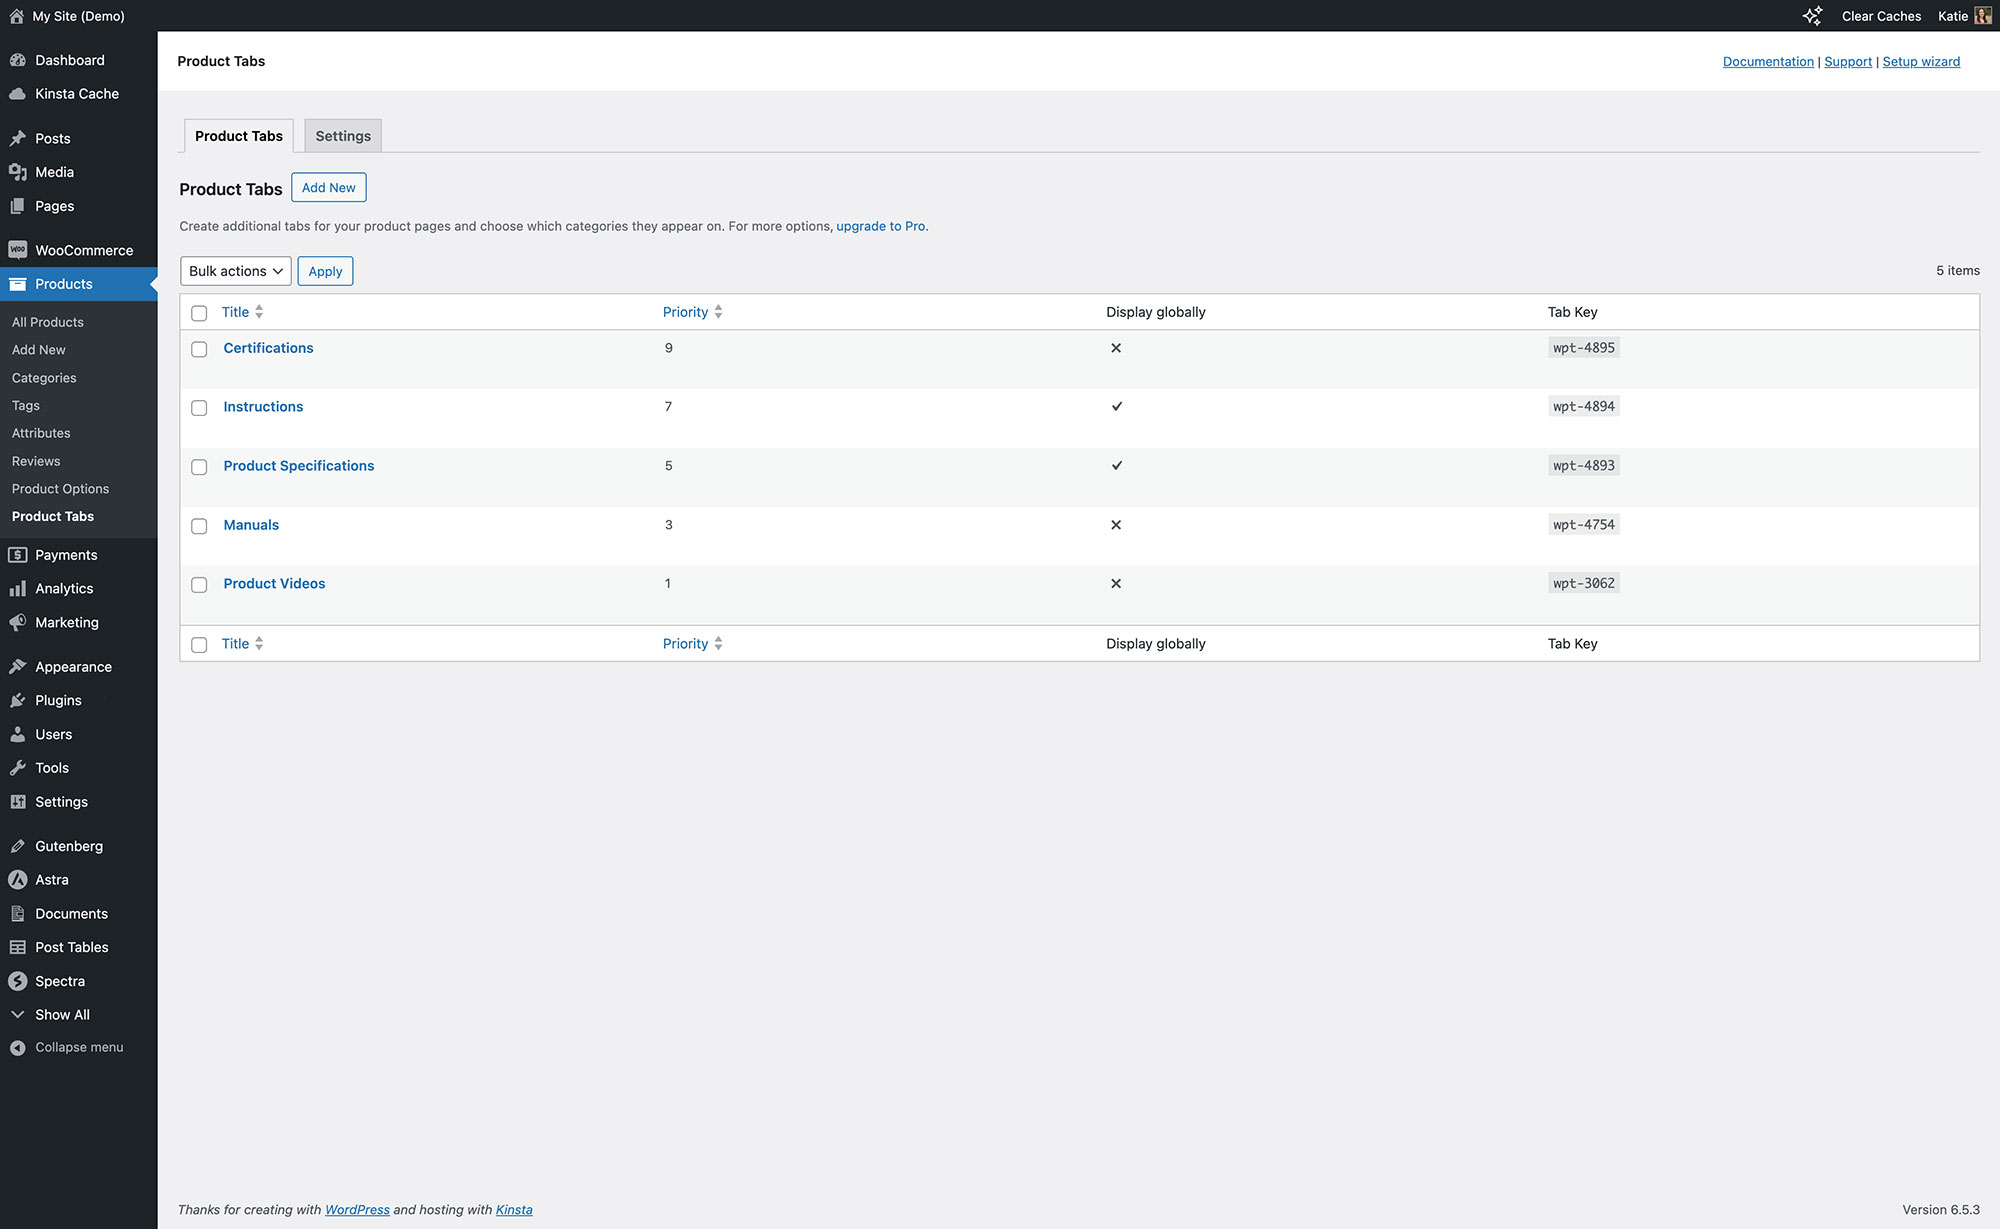 My Site (Demo)
Clear Caches
Katie
Dashboard
Kinsta Cache
Posts
Media
Pages
WOO WooCommerce
Products
All Products
Add New
Categories
Tags
Attributes
Reviews
Product Options
Product Tabs
Payments
Analytics
Marketing
Appearance
Plugins
Users
Tools
Settings
Gutenberg
Astra
Documents
Post Tables
Spectra
Show All
Collapse menu
Product Tabs
Documentation | Support | Setup wizard
Product Tabs Settings
Product Tabs Add New
Create additional tabs for your product pages and choose which categories they appear on. For more options, upgrade to Pro.
Bulk actions Apply 5 items
Title Priority Display globally Tab Key
Certifications 9 ✕ wpt-4895
Instructions 7 ✓ wpt-4894
Product Specifications 5 ✓ wpt-4893
Manuals 3 ✕ wpt-4754
Product Videos 1 ✕ wpt-3062
Title Priority Display globally Tab Key
Thanks for creating with WordPress and hosting with Kinsta
Version 6.5.3